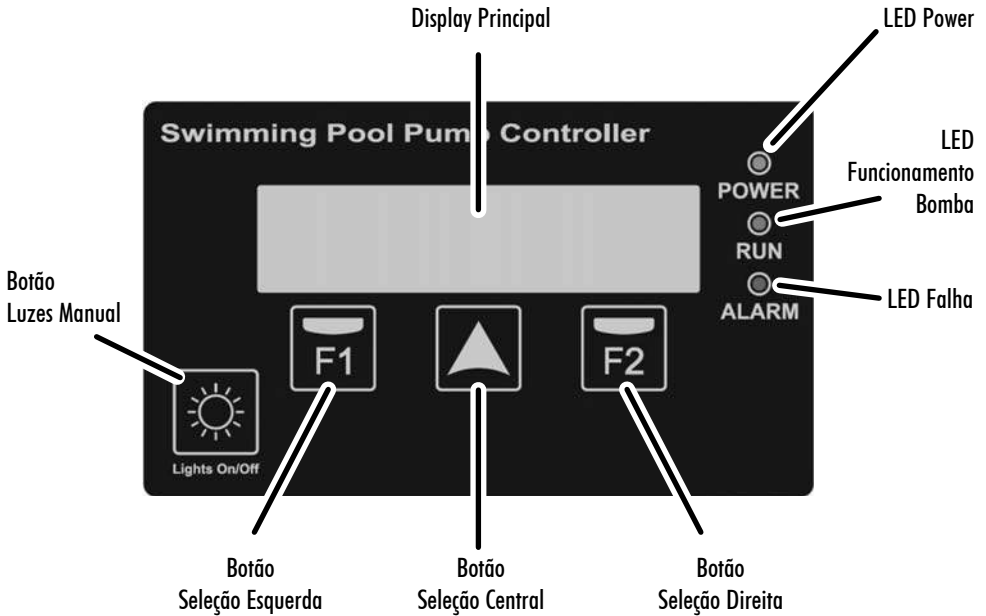 Display Principal
LED Power
Swimming Pool Pump Controller
LED
Funcionamento
Bomba
POWER
RUN
ALARM
LED Falha
Botão
Luzes Manual
F1
F2
Lights On/Off
Botão
Seleção Esquerda
Botão
Seleção Central
Botão
Seleção Direita